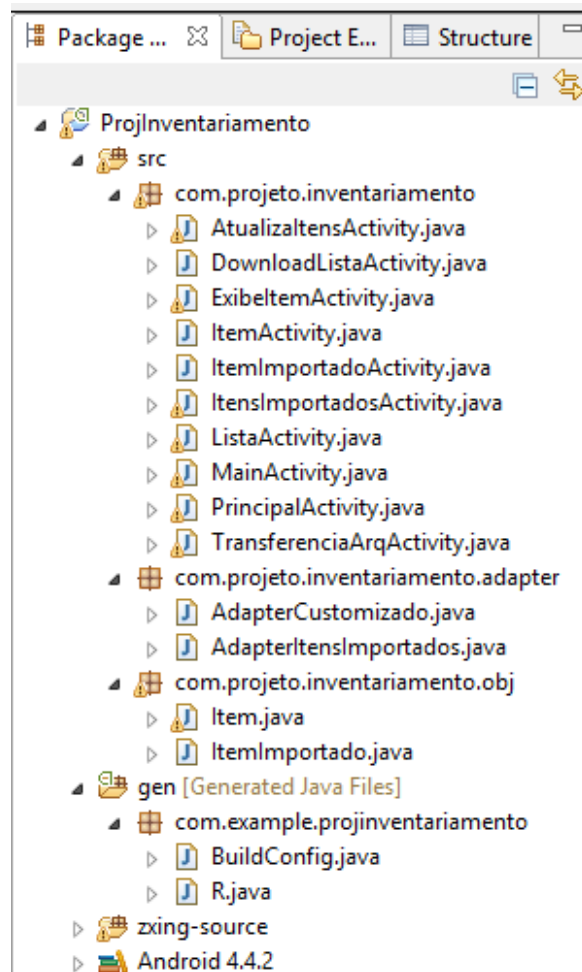 Package ... Project E... Structure
ProjInventariamento
src
com.projeto.inventariamento
AtualizaItensActivity.java
DownloadListaActivity.java
ExibeItemActivity.java
ItemActivity.java
ItemImportadoActivity.java
ItensImportadosActivity.java
ListaActivity.java
MainActivity.java
PrincipalActivity.java
TransferenciaArqActivity.java
com.projeto.inventariamento.adapter
AdapterCustomizado.java
AdapterItensImportados.java
com.projeto.inventariamento.obj
Item.java
ItemImportado.java
gen [Generated Java Files]
com.example.projinventariamento
BuildConfig.java
R.java
zxing-source
Android 4.4.2